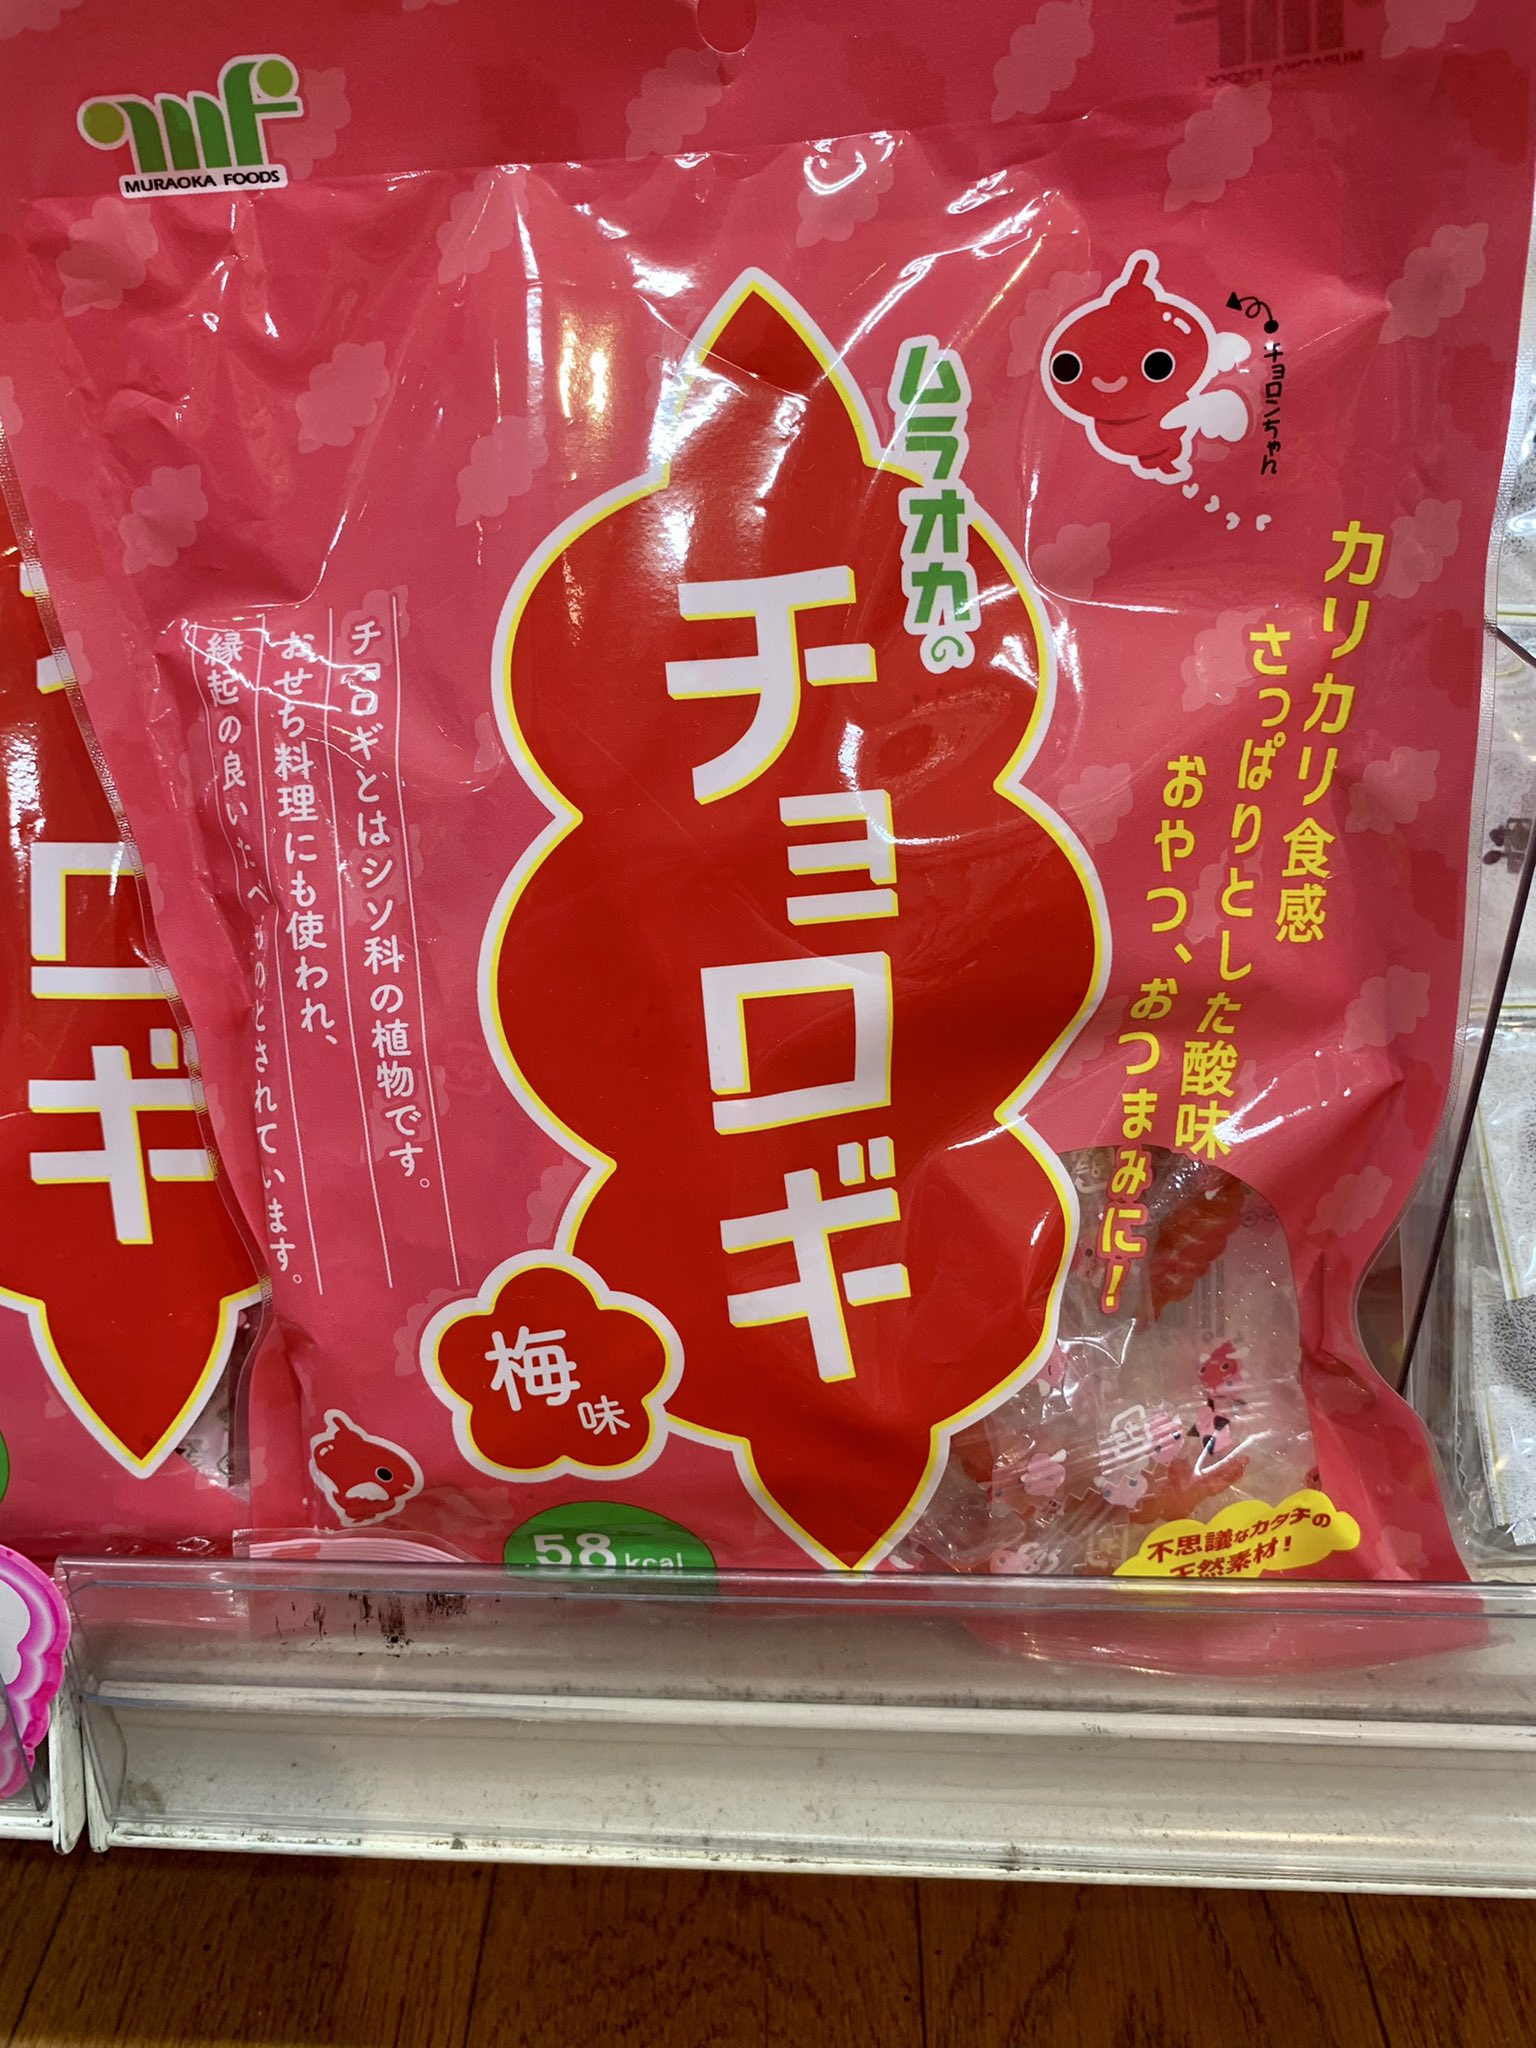 MURAOKA FOODS
ムラオカの
チョロギ
チョロンちゃん
カリカリ食感
さっぱりとした酸味
おやつ、おつまみに!
チョロギとはシソ科の植物です。
おせち料理にも使われ、
縁起の良いたべものとされています。
梅味
58kcal
不思議なカタチの
天然素材!
ロギ